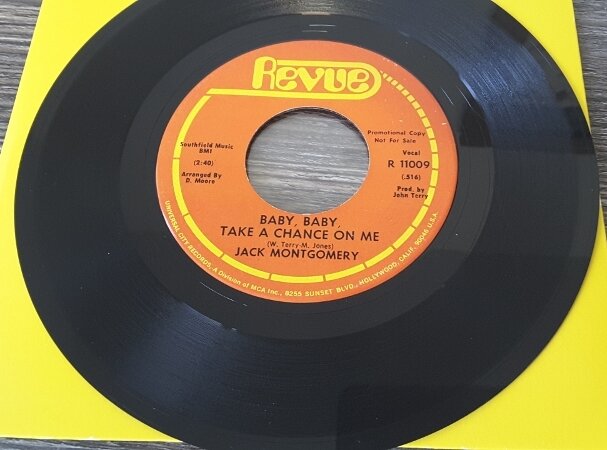 Revue
Promotional Copy
Not For Sale
Southfield Music
BMI
(2:40)
Arranged By
D. Moore
Vocal
R 11009
(.516)
Prod. by
John Terry
BABY, BABY,
TAKE A CHANCE ON ME
(W. Terry-M. Jones)
JACK MONTGOMERY
UNIVERSAL CITY RECORDS, A Division of MCA Inc., 8255 SUNSET BLVD., HOLLYWOOD, CALIF. 90046 U.S.A.